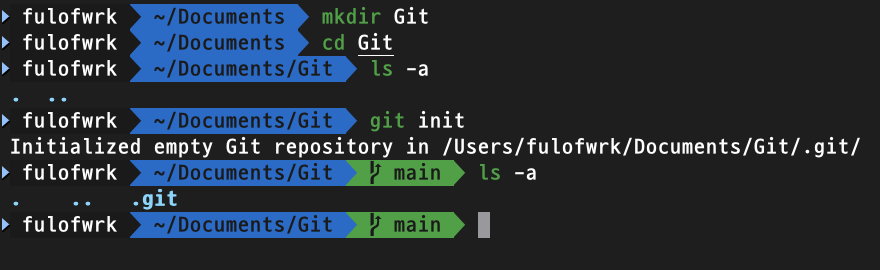 fulofwrk ~/Documents mkdir Git
fulofwrk ~/Documents cd Git
fulofwrk ~/Documents/Git ls -a
. ..
fulofwrk ~/Documents/Git git init
Initialized empty Git repository in /Users/fulofwrk/Documents/Git/.git/
fulofwrk ~/Documents/Git main ls -a
. .. .git
fulofwrk ~/Documents/Git main